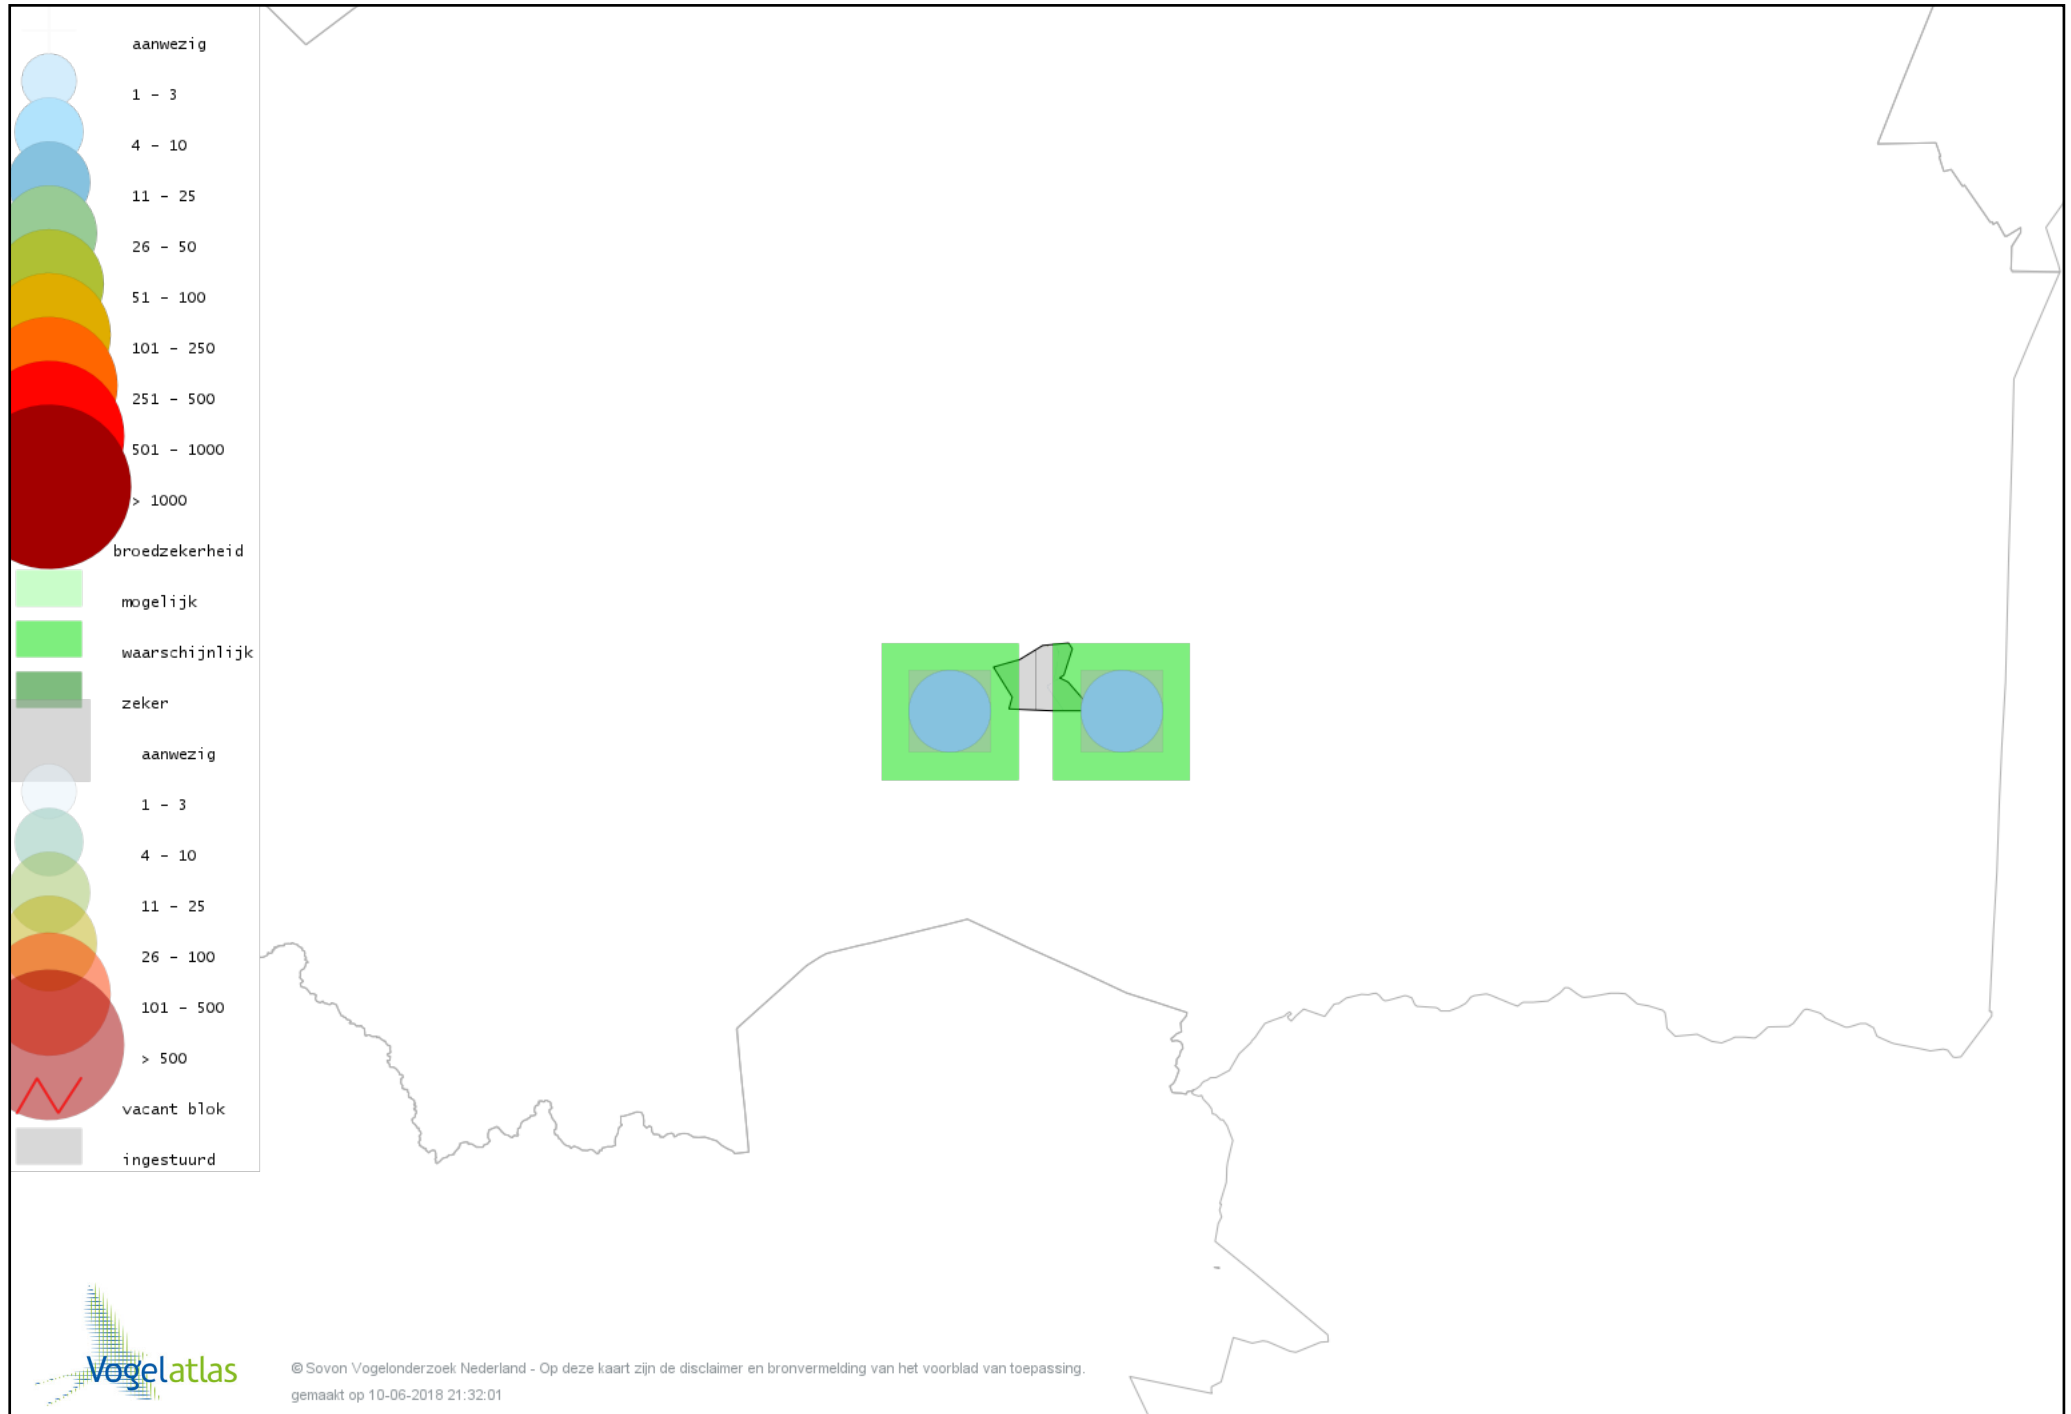 aanwezig
1 – 3
4 – 10
11 – 25
26 – 50
51 – 100
101 – 250
251 – 500
501 – 1000
> 1000
broedzekerheid
mogelijk
waarschijnlijk
zeker
aanwezig
1 – 3
4 – 10
11 – 25
26 – 100
101 – 500
> 500
vacant blok
ingestuurd
Vogelatlas
© Sovon Vogelonderzoek Nederland - Op deze kaart zijn de disclaimer en bronvermelding van het voorblad van toepassing.
gemaakt op 10-06-2018 21:32:01